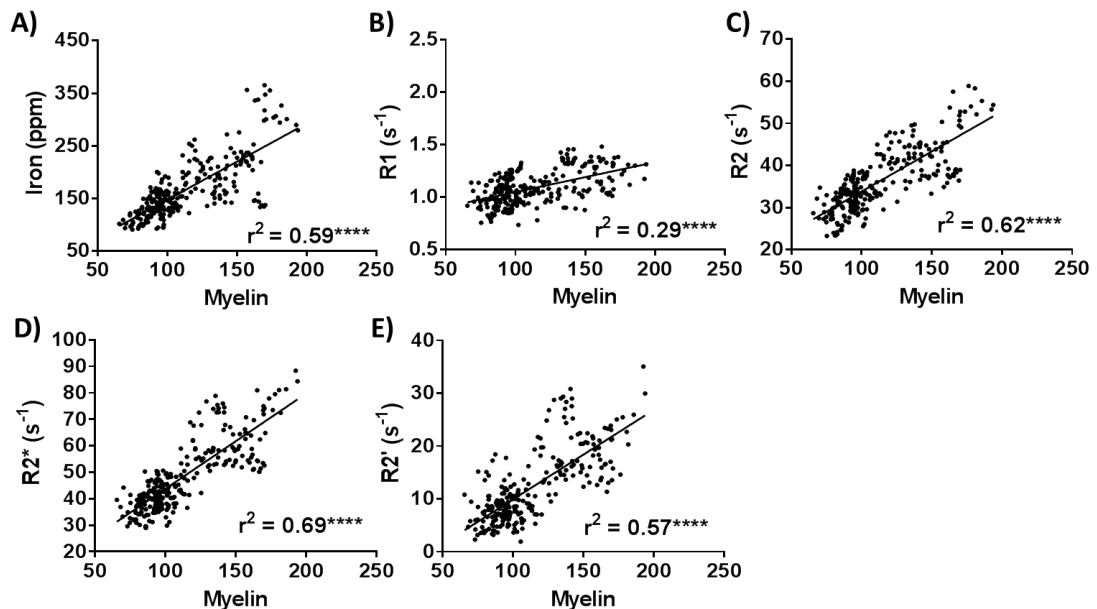 A)
450
350
250
150
50
Iron (ppm)
r² = 0.59****
50 100 150 200 250
Myelin
B)
2.5
2.0
1.5
1.0
0.5
R1 (s⁻¹)
r² = 0.29****
50 100 150 200 250
Myelin
C)
70
60
50
40
30
20
R2 (s⁻¹)
r² = 0.62****
50 100 150 200 250
Myelin
D)
100
90
80
70
60
50
40
30
20
R2* (s⁻¹)
r² = 0.69****
50 100 150 200 250
Myelin
E)
40
30
20
10
0
R2' (s⁻¹)
r² = 0.57****
50 100 150 200 250
Myelin